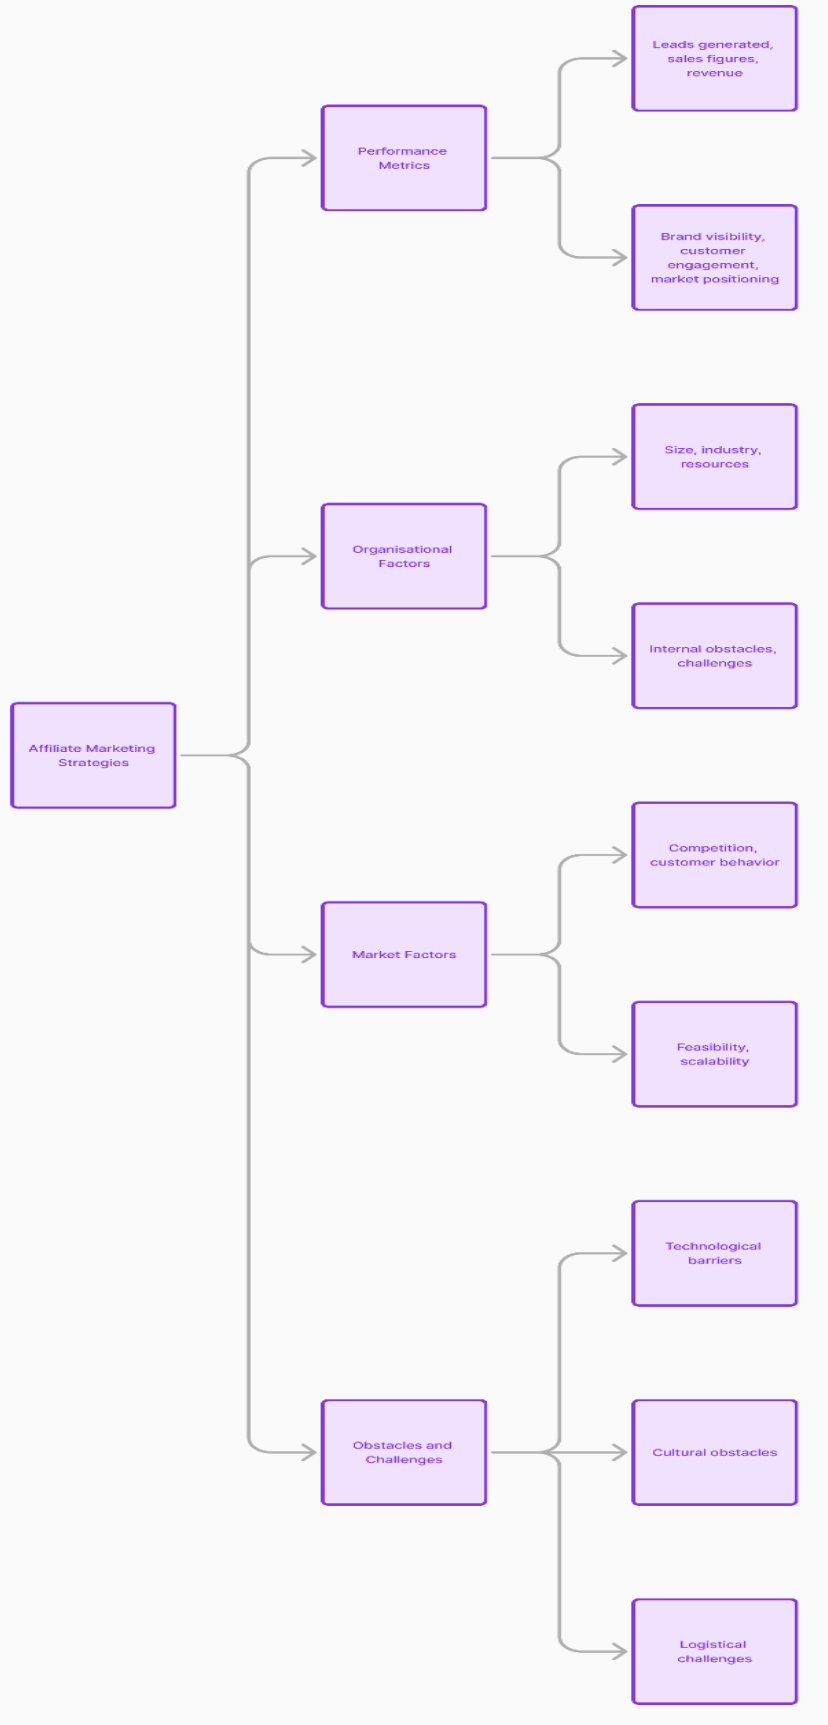 Leads generated,
sales figures,
revenue
Performance
Metrics
Brand visibility,
customer
engagement,
market positioning
Size, industry,
resources
Organisational
Factors
Internal obstacles,
challenges
Affiliate Marketing
Strategies
Competition,
customer behavior
Market Factors
Feasibility,
scalability
Technological
barriers
Obstacles and
Challenges
Cultural obstacles
Logistical
challenges